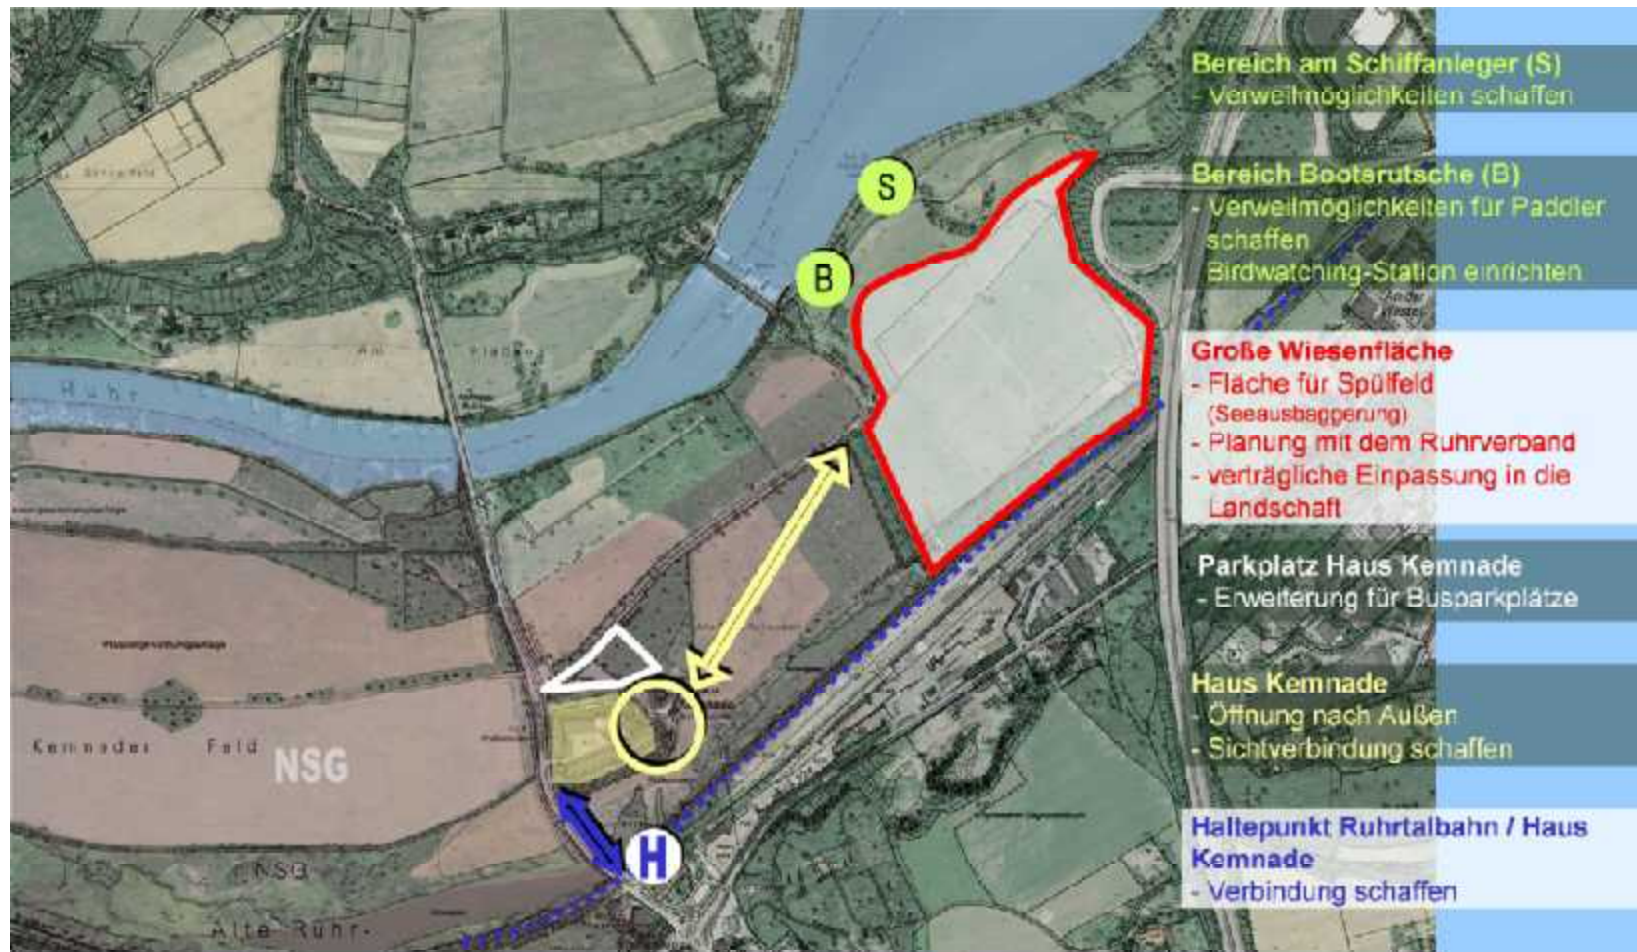 Bereich am Schiffanleger (S)
- Verweilmöglichkeiten schaffen
Bereich Bootsrutsche (B)
- Verweilmöglichkeiten für Paddler
schaffen
Birdwatching-Station einrichten
Große Wiesenfläche
- Fläche für Spülfeld
(Seeausbaggerung)
- Planung mit dem Ruhrverband
- verträgliche Einpassung in die
Landschaft
Parkplatz Haus Kemnade
- Erweiterung für Busparkplätze
Haus Kemnade
- Öffnung nach Außen
- Sichtverbindung schaffen
Haltepunkt Ruhrtalbahn / Haus
Kemnade
- Verbindung schaffen
S
B
Ruhr
Kemnader Feld
NSG
H
NSG
Alte Ruhr-